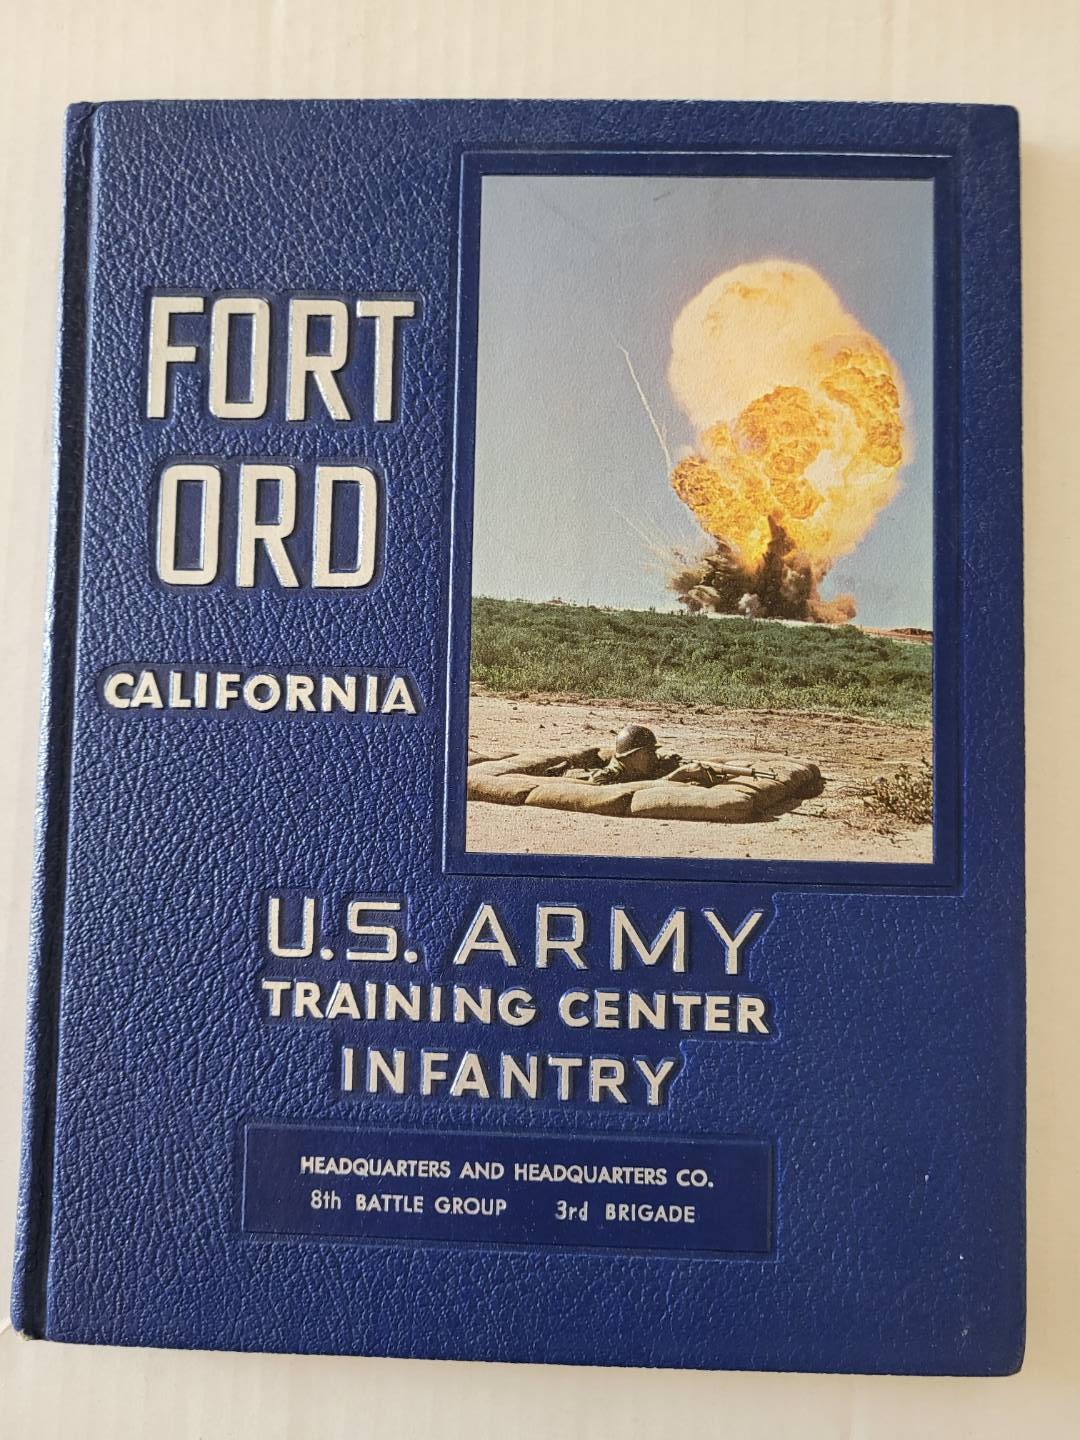 FORT
ORD
CALIFORNIA
U.S. ARMY
TRAINING CENTER
INFANTRY
HEADQUARTERS AND HEADQUARTERS CO.
8th BATTLE GROUP 3rd BRIGADE